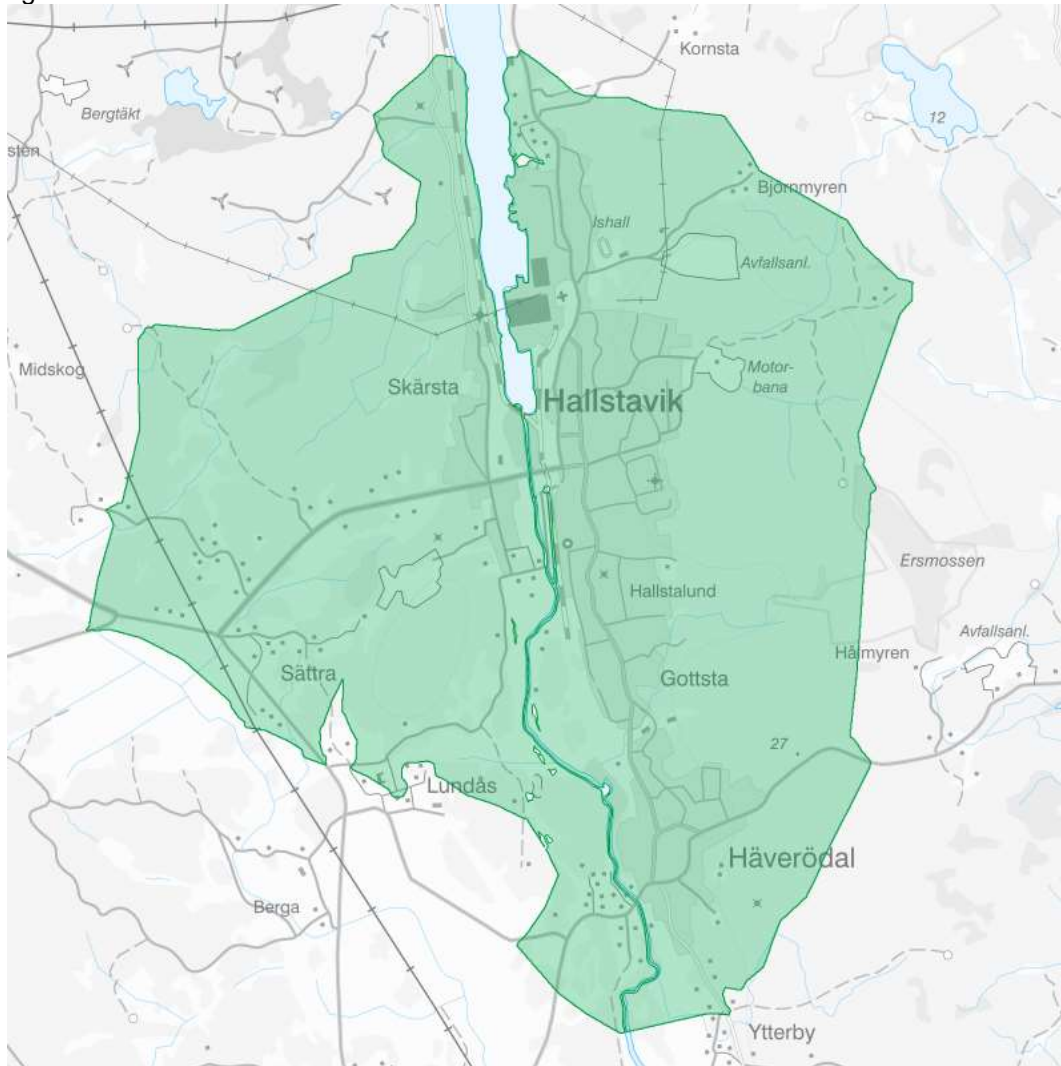 Kornsta
Bergtäkt
12
sten
Björnmyren
Ishall
Avfallsanl.
Midskog
Skärsta
Motor-
bana
Hallstavik
Ersmossen
Hallstalund
Avfallsanl.
Hålmyren
Sättra
Gottsta
27
Lundås
Häverödal
Berga
Ytterby